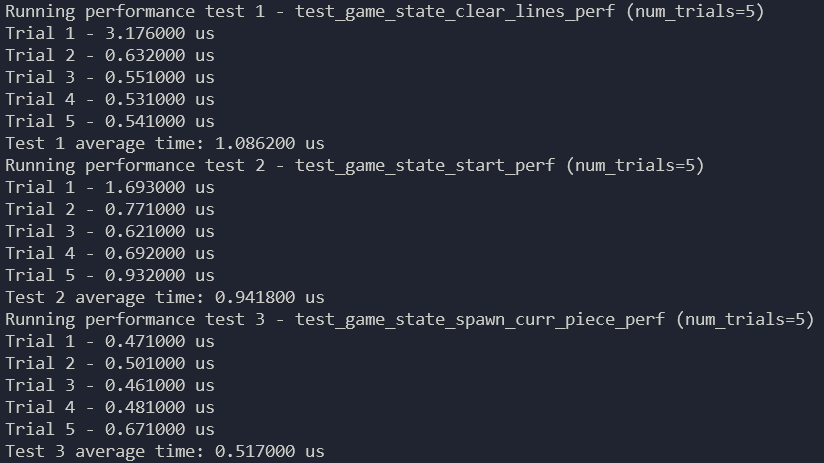 Running performance test 1 - test_game_state_clear_lines_perf (num_trials=5)
Trial 1 - 3.176000 us
Trial 2 - 0.632000 us
Trial 3 - 0.551000 us
Trial 4 - 0.531000 us
Trial 5 - 0.541000 us
Test 1 average time: 1.086200 us
Running performance test 2 - test_game_state_start_perf (num_trials=5)
Trial 1 - 1.693000 us
Trial 2 - 0.771000 us
Trial 3 - 0.621000 us
Trial 4 - 0.692000 us
Trial 5 - 0.932000 us
Test 2 average time: 0.941800 us
Running performance test 3 - test_game_state_spawn_curr_piece_perf (num_trials=5)
Trial 1 - 0.471000 us
Trial 2 - 0.501000 us
Trial 3 - 0.461000 us
Trial 4 - 0.481000 us
Trial 5 - 0.671000 us
Test 3 average time: 0.517000 us